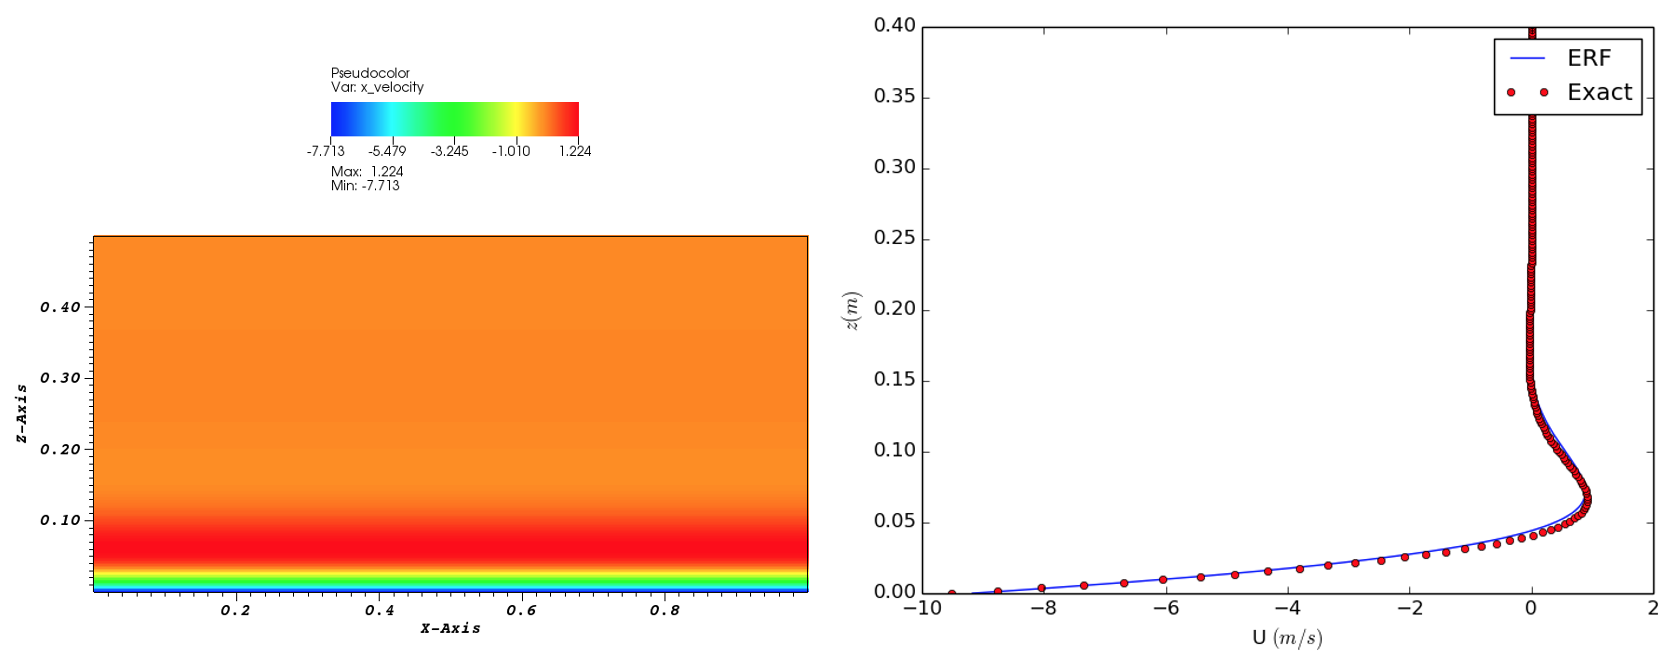 Pseudocolor
Var: x_velocity
-7.713 -5.479 -3.245 -1.010 1.224
Max: 1.224
Min: -7.713
0.40
0.30
0.20
0.10
Z-Axis
0.2 0.4 0.6 0.8
X-Axis
0.40
0.35
0.30
0.25
0.20
0.15
0.10
0.05
0.00
z(m)
ERF
Exact
−10 −8 −6 −4 −2 0 2
U (m/s)